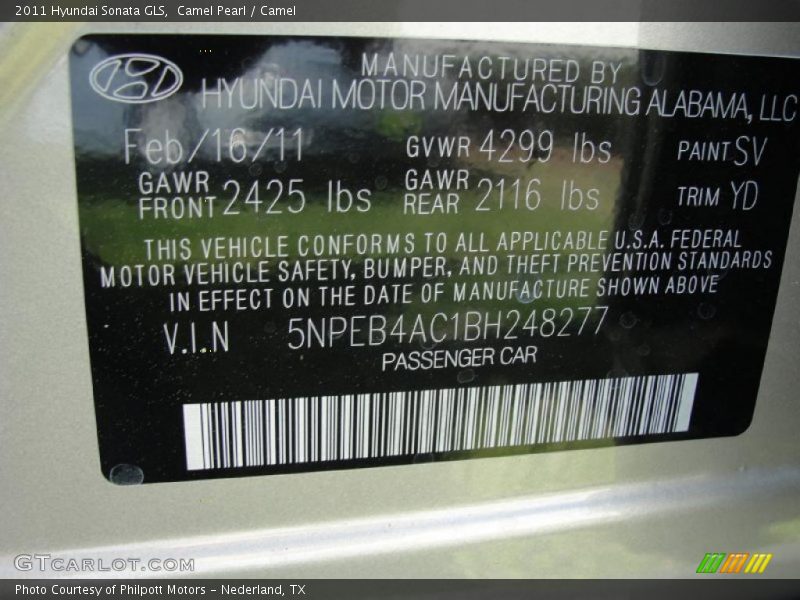 2011 Hyundai Sonata GLS, Camel Pearl / Camel
MANUFACTURED BY
HYUNDAI MOTOR MANUFACTURING ALABAMA, LLC
Feb/16/11 GVWR 4299 lbs PAINT SV
GAWR FRONT 2425 lbs GAWR REAR 2116 lbs TRIM YD
THIS VEHICLE CONFORMS TO ALL APPLICABLE U.S.A. FEDERAL
MOTOR VEHICLE SAFETY, BUMPER, AND THEFT PREVENTION STANDARDS
IN EFFECT ON THE DATE OF MANUFACTURE SHOWN ABOVE
V.I.N 5NPEB4AC1BH248277
PASSENGER CAR
GTCARLOT.COM
Photo Courtesy of Philpott Motors - Nederland, TX